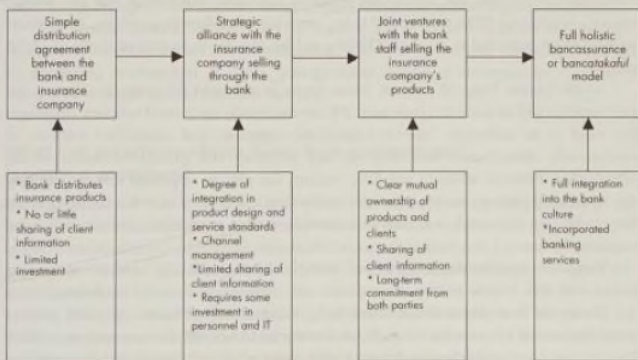 Simple
distribution
agreement
between the
bank and
insurance
company
Strategic
alliance with the
insurance
company selling
through the
bank
Joint ventures
with the bank
staff selling the
insurance
company's
products
Full holistic
bancassurance
or bancatakaful
model
* Bank distributes
insurance products
* No or little
sharing of client
information
* Limited
investment
* Degree of
integration in
product design and
service standards
* Channel
management
*Limited sharing of
client information
* Requires some
investment in
personnel and IT
* Clear mutual
ownership of
products and
clients
* Sharing of
client information
* Long-term
commitment from
both parties
* Full integration
into the bank
culture
*Incorporated
banking
services